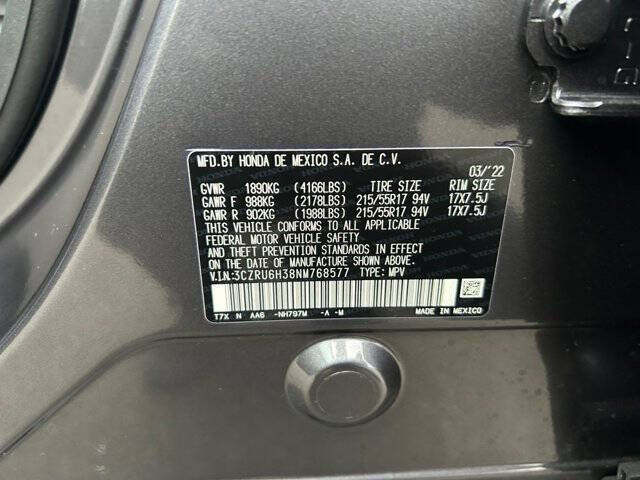 MFD.BY HONDA DE MEXICO S.A. DE C.V.
03/'22
GVWR 1890KG (4166LBS) TIRE SIZE RIM SIZE
GAWR F 988KG (2178LBS) 215/55R17 94V 17X7.5J
GAWR R 902KG (1988LBS) 215/55R17 94V 17X7.5J
THIS VEHICLE CONFORMS TO ALL APPLICABLE
FEDERAL MOTOR VEHICLE SAFETY
AND THEFT PREVENTION STANDARDS IN EFFECT
ON THE DATE OF MANUFACTURE SHOWN ABOVE.
V.I.N.:3CZRU6H38NM768577 TYPE: MPV
T7X N AA6 -NH797M -A -M MADE IN MEXICO